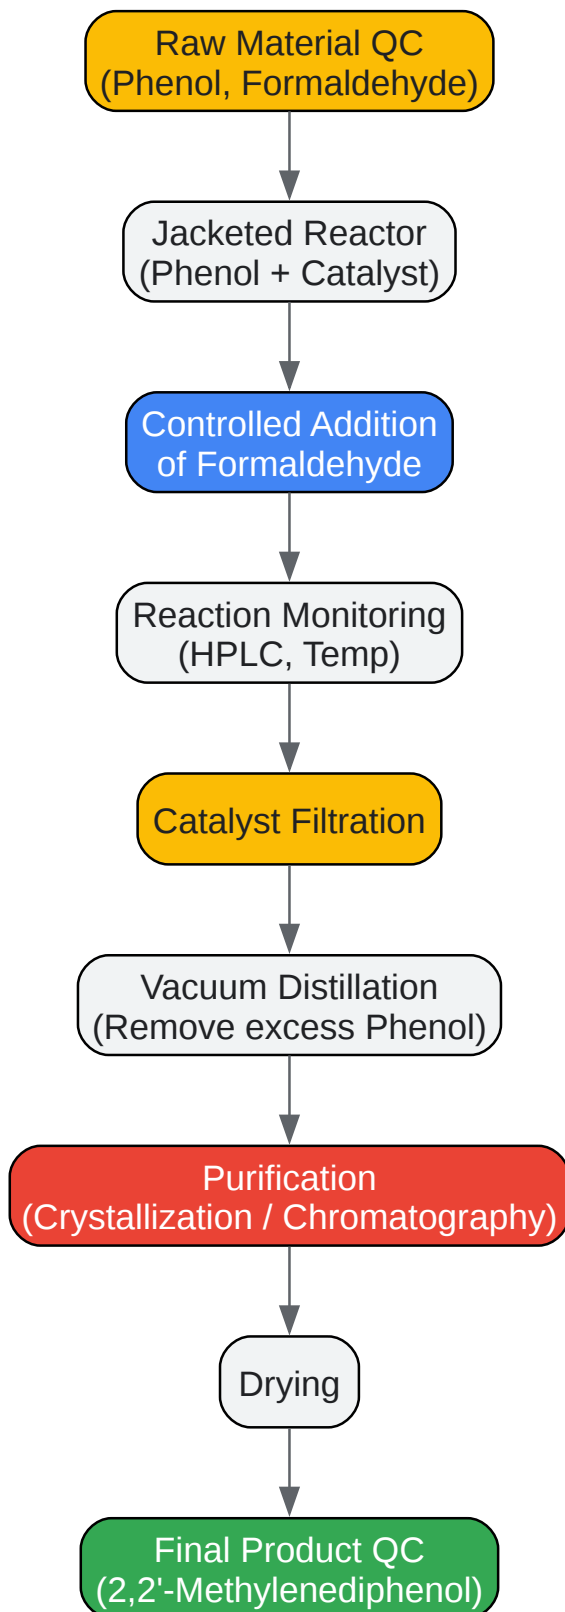 Raw Material QC
(Phenol, Formaldehyde)
Jacketed Reactor
(Phenol + Catalyst)
Controlled Addition
of Formaldehyde
Reaction Monitoring
(HPLC, Temp)
Catalyst Filtration
Vacuum Distillation
(Remove excess Phenol)
Purification
(Crystallization / Chromatography)
Drying
Final Product QC
(2,2'-Methylenediphenol)